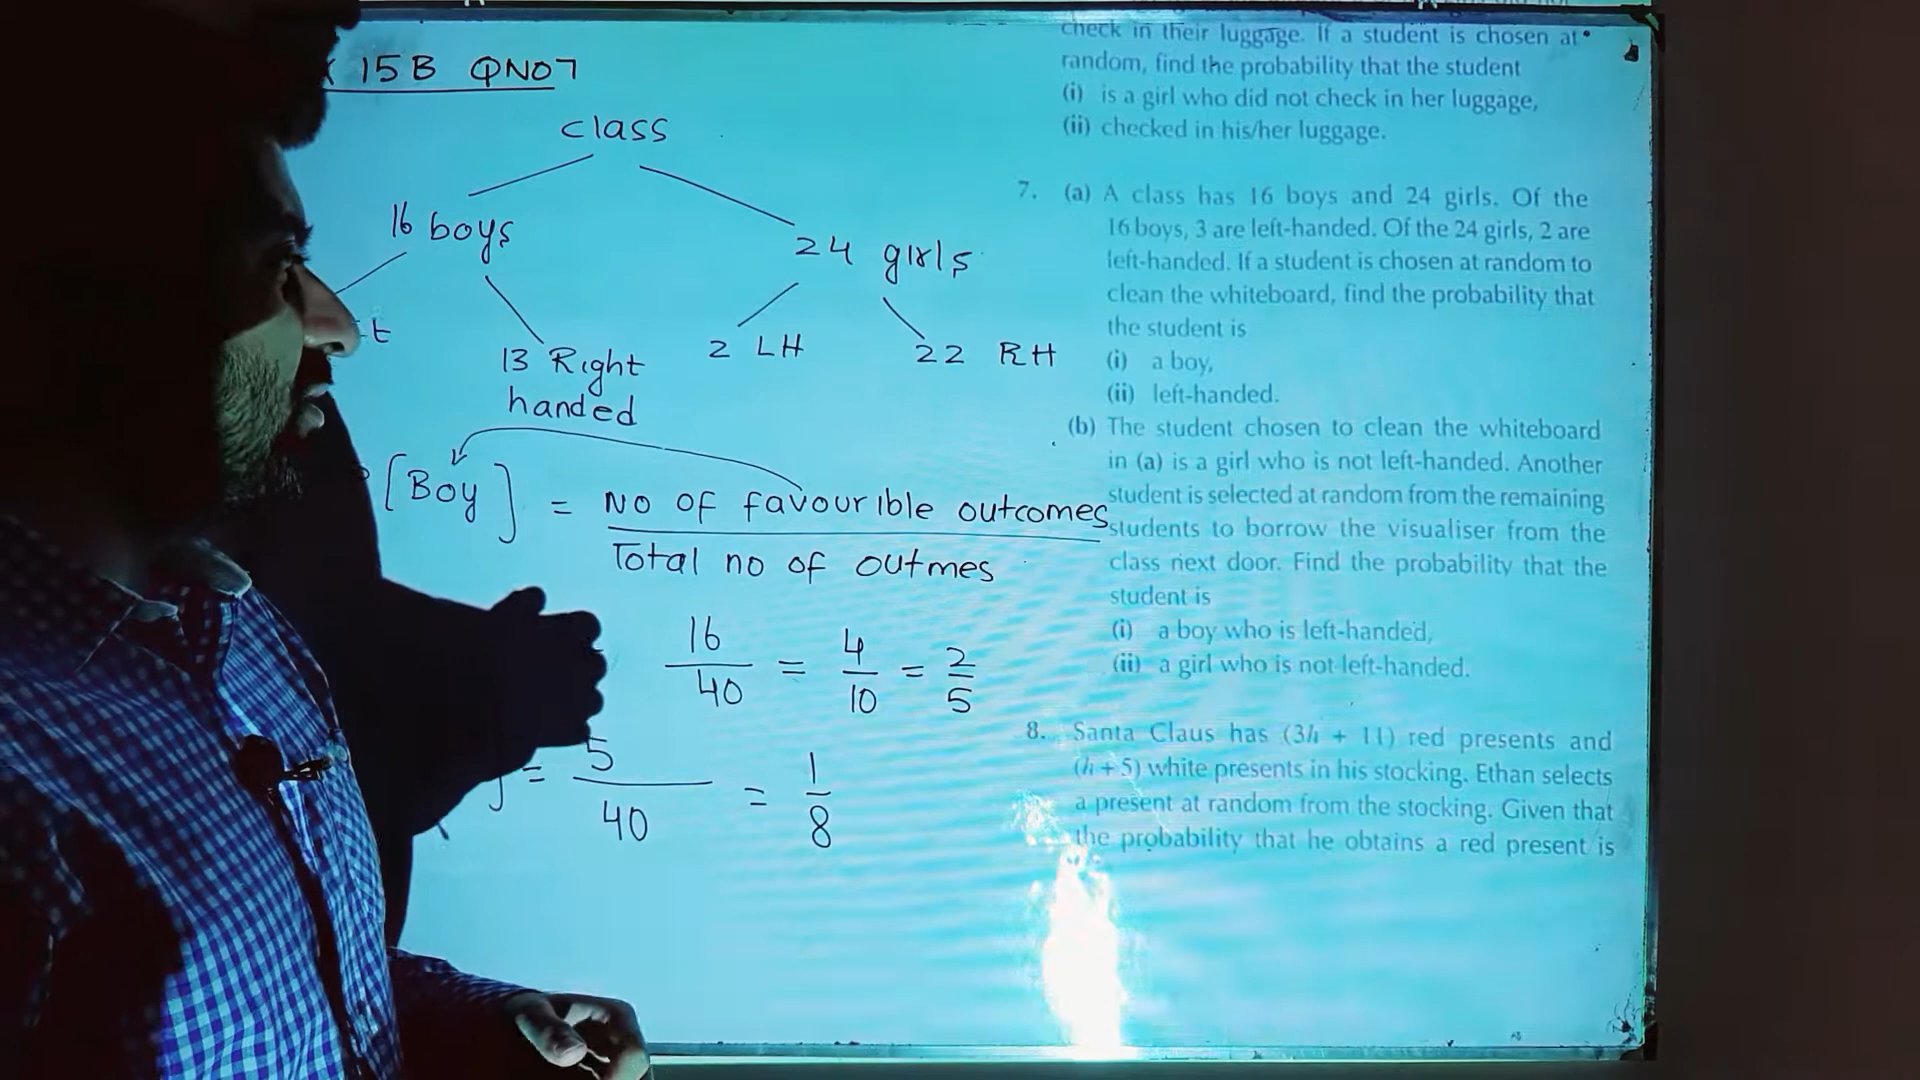 15B QNO7
class
16 boys
24 girls
13 Right
handed
2 LH
22 RH
[Boy] = NO OF favourible outcomes
Total no of outmes
16/40 = 4/10 = 2/5
= 5/40 = 1/8
check in their luggage. If a student is chosen at
random, find the probability that the student
(i) is a girl who did not check in her luggage,
(ii) checked in his/her luggage.
7. (a) A class has 16 boys and 24 girls. Of the
16 boys, 3 are left-handed. Of the 24 girls, 2 are
left-handed. If a student is chosen at random to
clean the whiteboard, find the probability that
the student is
(i) a boy,
(ii) left-handed.
(b) The student chosen to clean the whiteboard
in (a) is a girl who is not left-handed. Another
student is selected at random from the remaining
students to borrow the visualiser from the
class next door. Find the probability that the
student is
(i) a boy who is left-handed,
(ii) a girl who is not left-handed.
8. Santa Claus has (3h + 11) red presents and
(h + 5) white presents in his stocking. Ethan selects
a present at random from the stocking. Given that
the probability that he obtains a red present is